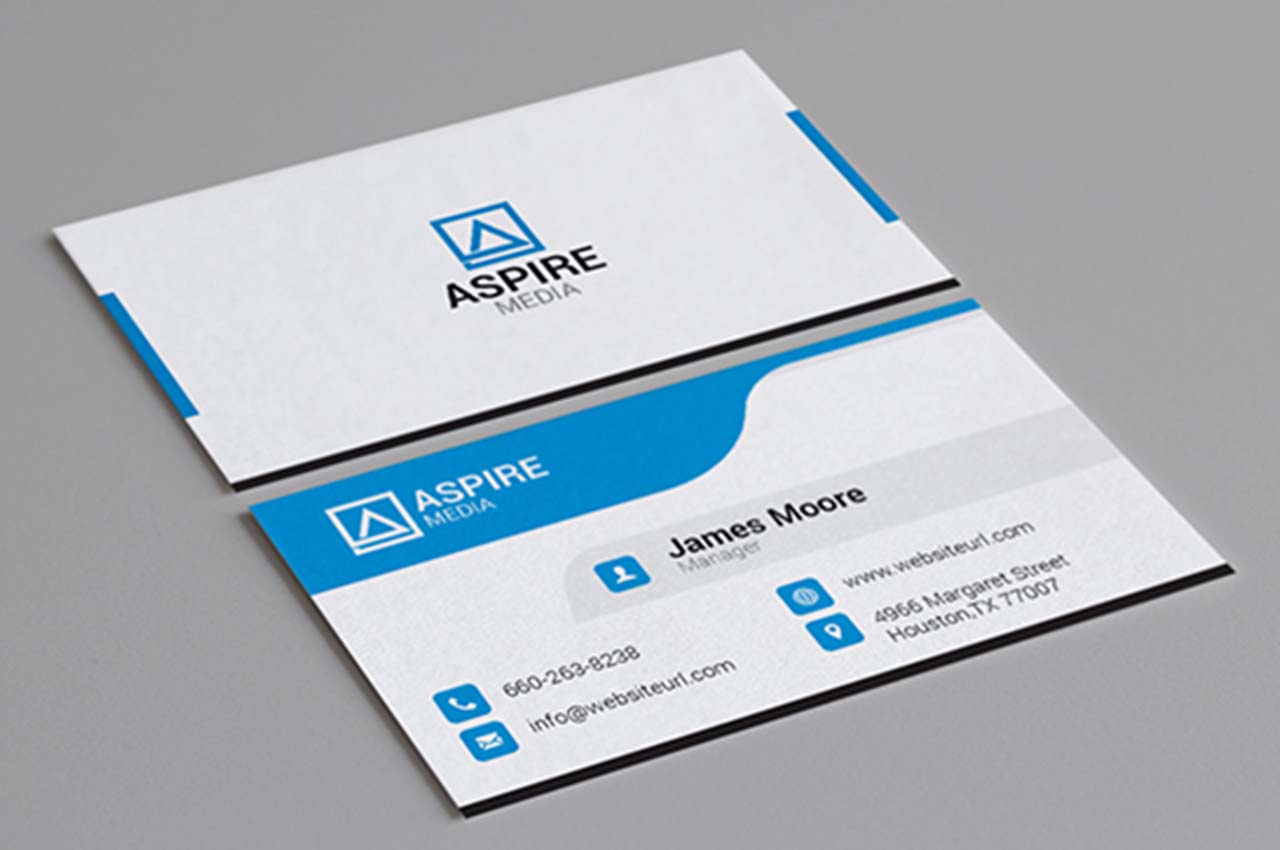 ASPIRE
MEDIA
ASPIRE
MEDIA
James Moore
Manager
660-263-8238
info@websiteurl.com
www.websiteurl.com
4966 Margaret Street
Houston,TX 77007